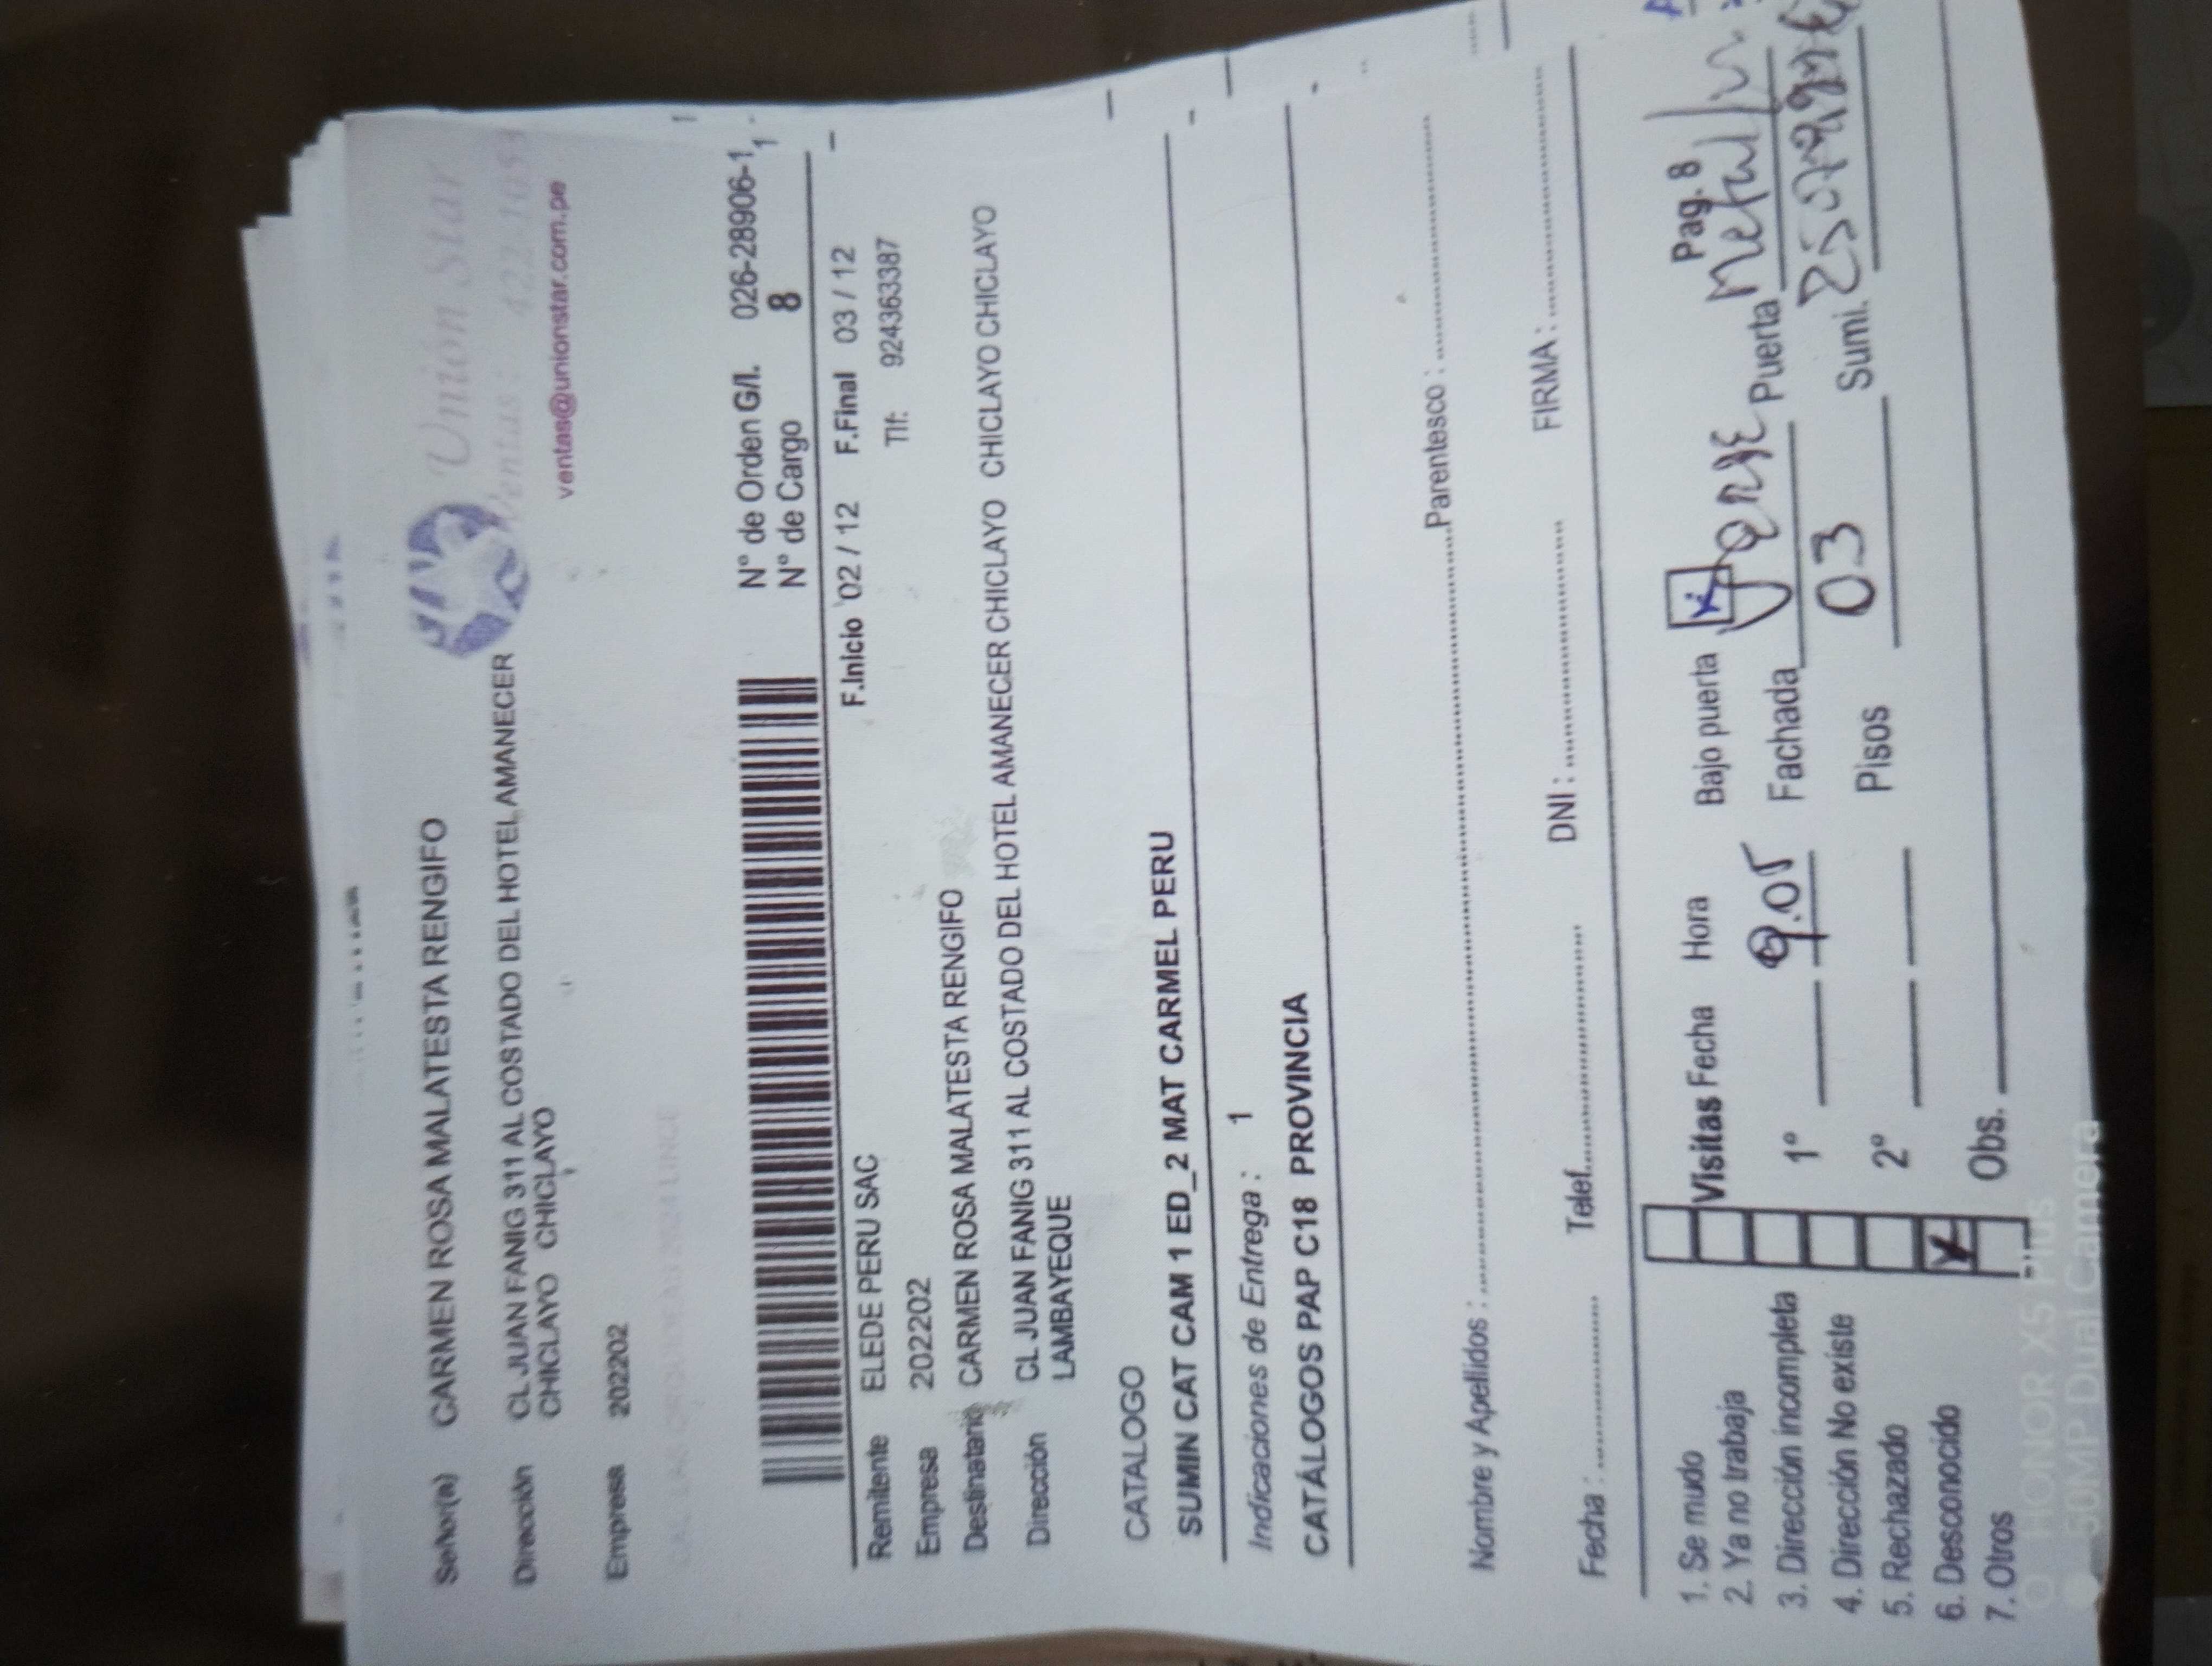 Union Star
Ventas: 422-1053
ventas@unionstar.com.pe
Señor(a) CARMEN ROSA MALATESTA RENGIFO
Dirección CL JUAN FANIG 311 AL COSTADO DEL HOTEL AMANECER
CHICLAYO CHICLAYO
Empresa 202202
N° de Orden G/I. 026-28906-1
N° de Cargo 8
F.Inicio 02 / 12 F.Final 03 / 12
Remitente ELEDE PERU SAC
Tlf: 924363387
Empresa 202202
Destinatario CARMEN ROSA MALATESTA RENGIFO
Dirección CL JUAN FANIG 311 AL COSTADO DEL HOTEL AMANECER CHICLAYO CHICLAYO CHICLAYO CHICLAYO
LAMBAYEQUE
CATALOGO
SUMIN CAT CAM 1 ED_2 MAT CARMEL PERU
Indicaciones de Entrega : 1
CATÁLOGOS PAP C18 PROVINCIA
Nombre y Apellidos : Parentesco :
Fecha : Telef. DNI : FIRMA :
Pag. 8
1. Se mudo
2. Ya no trabaja
3. Dirección incompleta
4. Dirección No existe
5. Rechazado
6. Desconocido
7. Otros
Visitas Fecha Hora Bajo puerta
1° 9.05 Fachada Puerta
2° Pisos 03 Sumi.
Obs.
HONOR X5 Plus
50MP Dual Camera